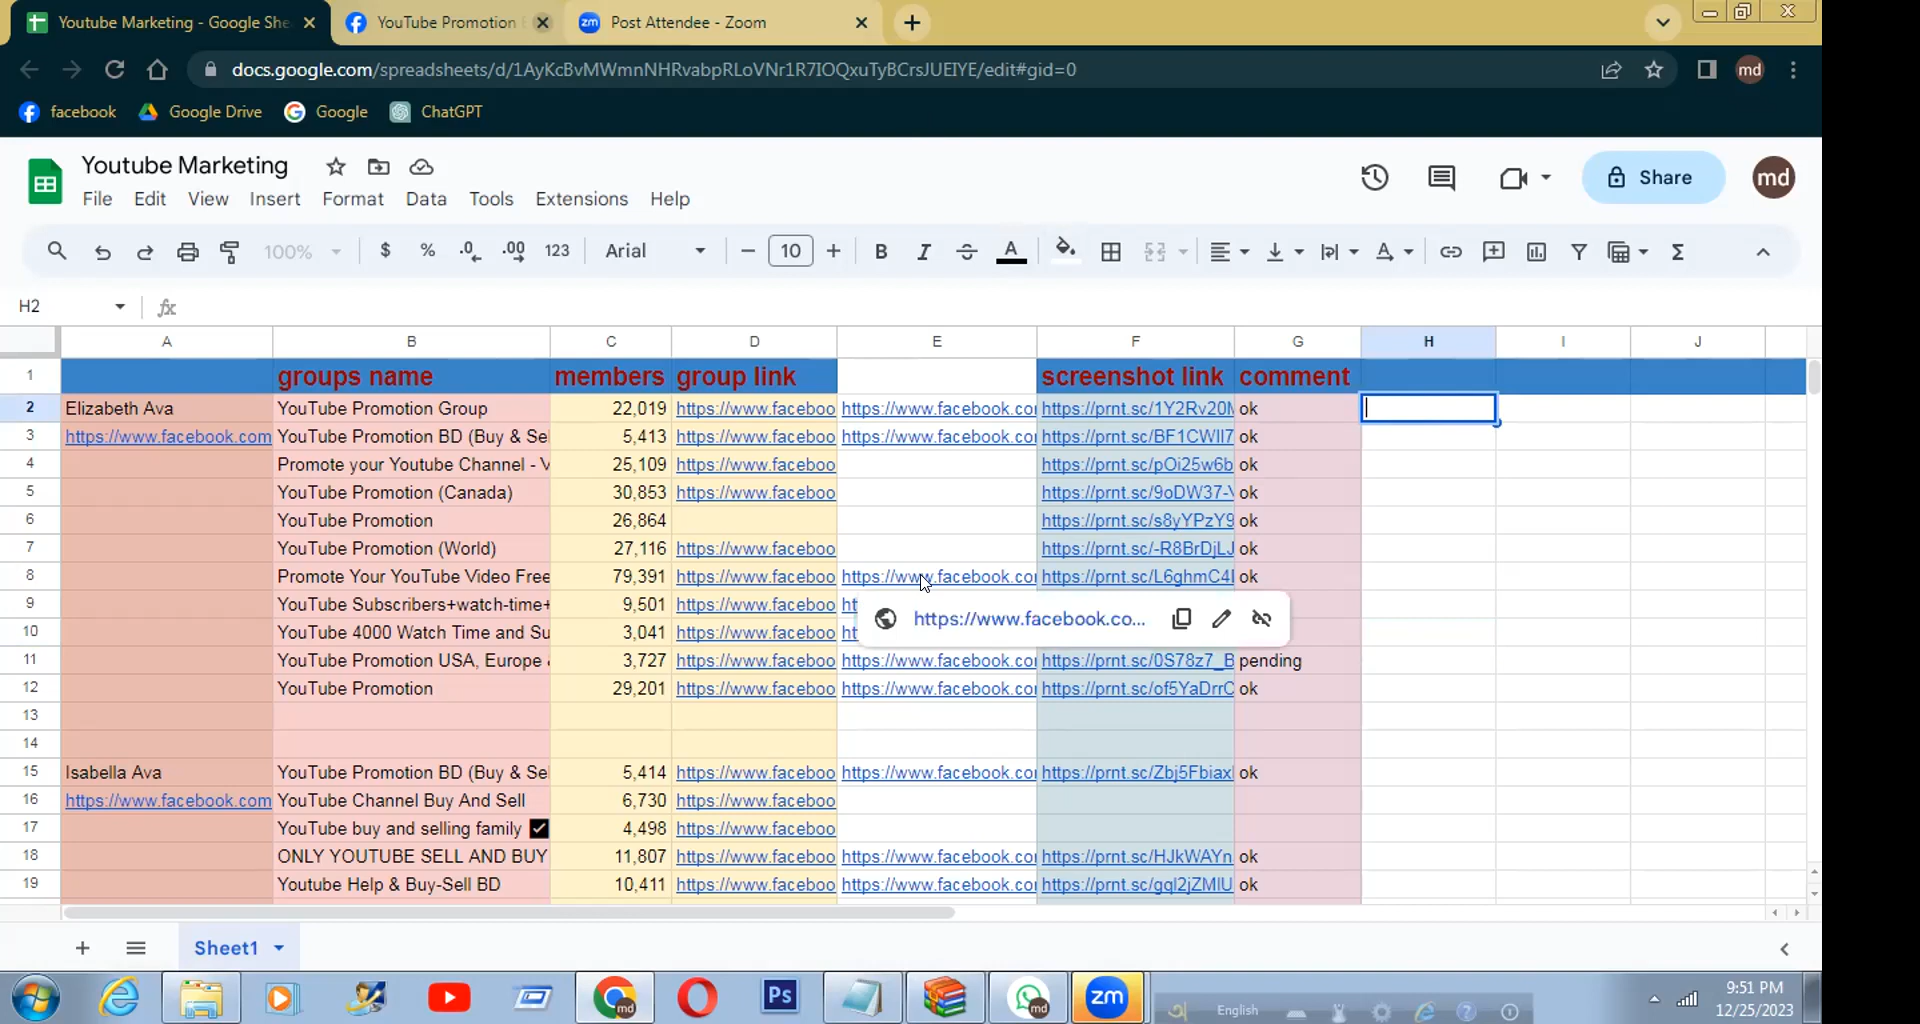 Youtube Marketing - Google She
YouTube Promotion
zm Post Attendee - Zoom
docs.google.com/spreadsheets/d/1AyKcBvMWmnNHRvabpRLoVNr1R7IOQxuTyBCrsJUEIYE/edit#gid=0
md
facebook Google Drive Google ChatGPT
Youtube Marketing
Share
md
File Edit View Insert Format Data Tools Extensions Help
100% $ % .0 .00 123 Arial 10 B I A A Σ
H2 fx
A B C D E F G H I J
1 groups name members group link screenshot link comment
2 Elizabeth Ava YouTube Promotion Group 22,019 https://www.faceboo https://www.facebook.co https://prnt.sc/1Y2Rv20 ok
3 https://www.facebook.com YouTube Promotion BD (Buy & Se 5,413 https://www.faceboo https://www.facebook.co https://prnt.sc/BF1CWIl7 ok
4 Promote your Youtube Channel - V 25,109 https://www.faceboo https://prnt.sc/pOi25w6b ok
5 YouTube Promotion (Canada) 30,853 https://www.faceboo https://prnt.sc/9oDW37- ok
6 YouTube Promotion 26,864 https://prnt.sc/s8yYPzY9 ok
7 YouTube Promotion (World) 27,116 https://www.faceboo https://prnt.sc/-R8BrDjLJ ok
8 Promote Your YouTube Video Free 79,391 https://www.faceboo https://www.facebook.co https://prnt.sc/L6ghmC4 ok
9 YouTube Subscribers+watch-time+ 9,501 https://www.faceboo ht
https://www.facebook.co...
10 YouTube 4000 Watch Time and Su 3,041 https://www.faceboo ht
11 YouTube Promotion USA, Europe 3,727 https://www.faceboo https://www.facebook.co https://prnt.sc/0S78z7_B pending
12 YouTube Promotion 29,201 https://www.faceboo https://www.facebook.co https://prnt.sc/of5YaDrrC ok
13
14
15 Isabella Ava YouTube Promotion BD (Buy & Se 5,414 https://www.faceboo https://www.facebook.co https://prnt.sc/Zbj5Fbiax ok
16 https://www.facebook.com YouTube Channel Buy And Sell 6,730 https://www.faceboo
17 YouTube buy and selling family 4,498 https://www.faceboo
18 ONLY YOUTUBE SELL AND BUY 11,807 https://www.faceboo https://www.facebook.co https://prnt.sc/HJkWAYn ok
19 Youtube Help & Buy-Sell BD 10,411 https://www.faceboo https://www.facebook.co https://prnt.sc/gql2jZMlU ok
Sheet1
md Ps md zm English
9:51 PM
12/25/2023